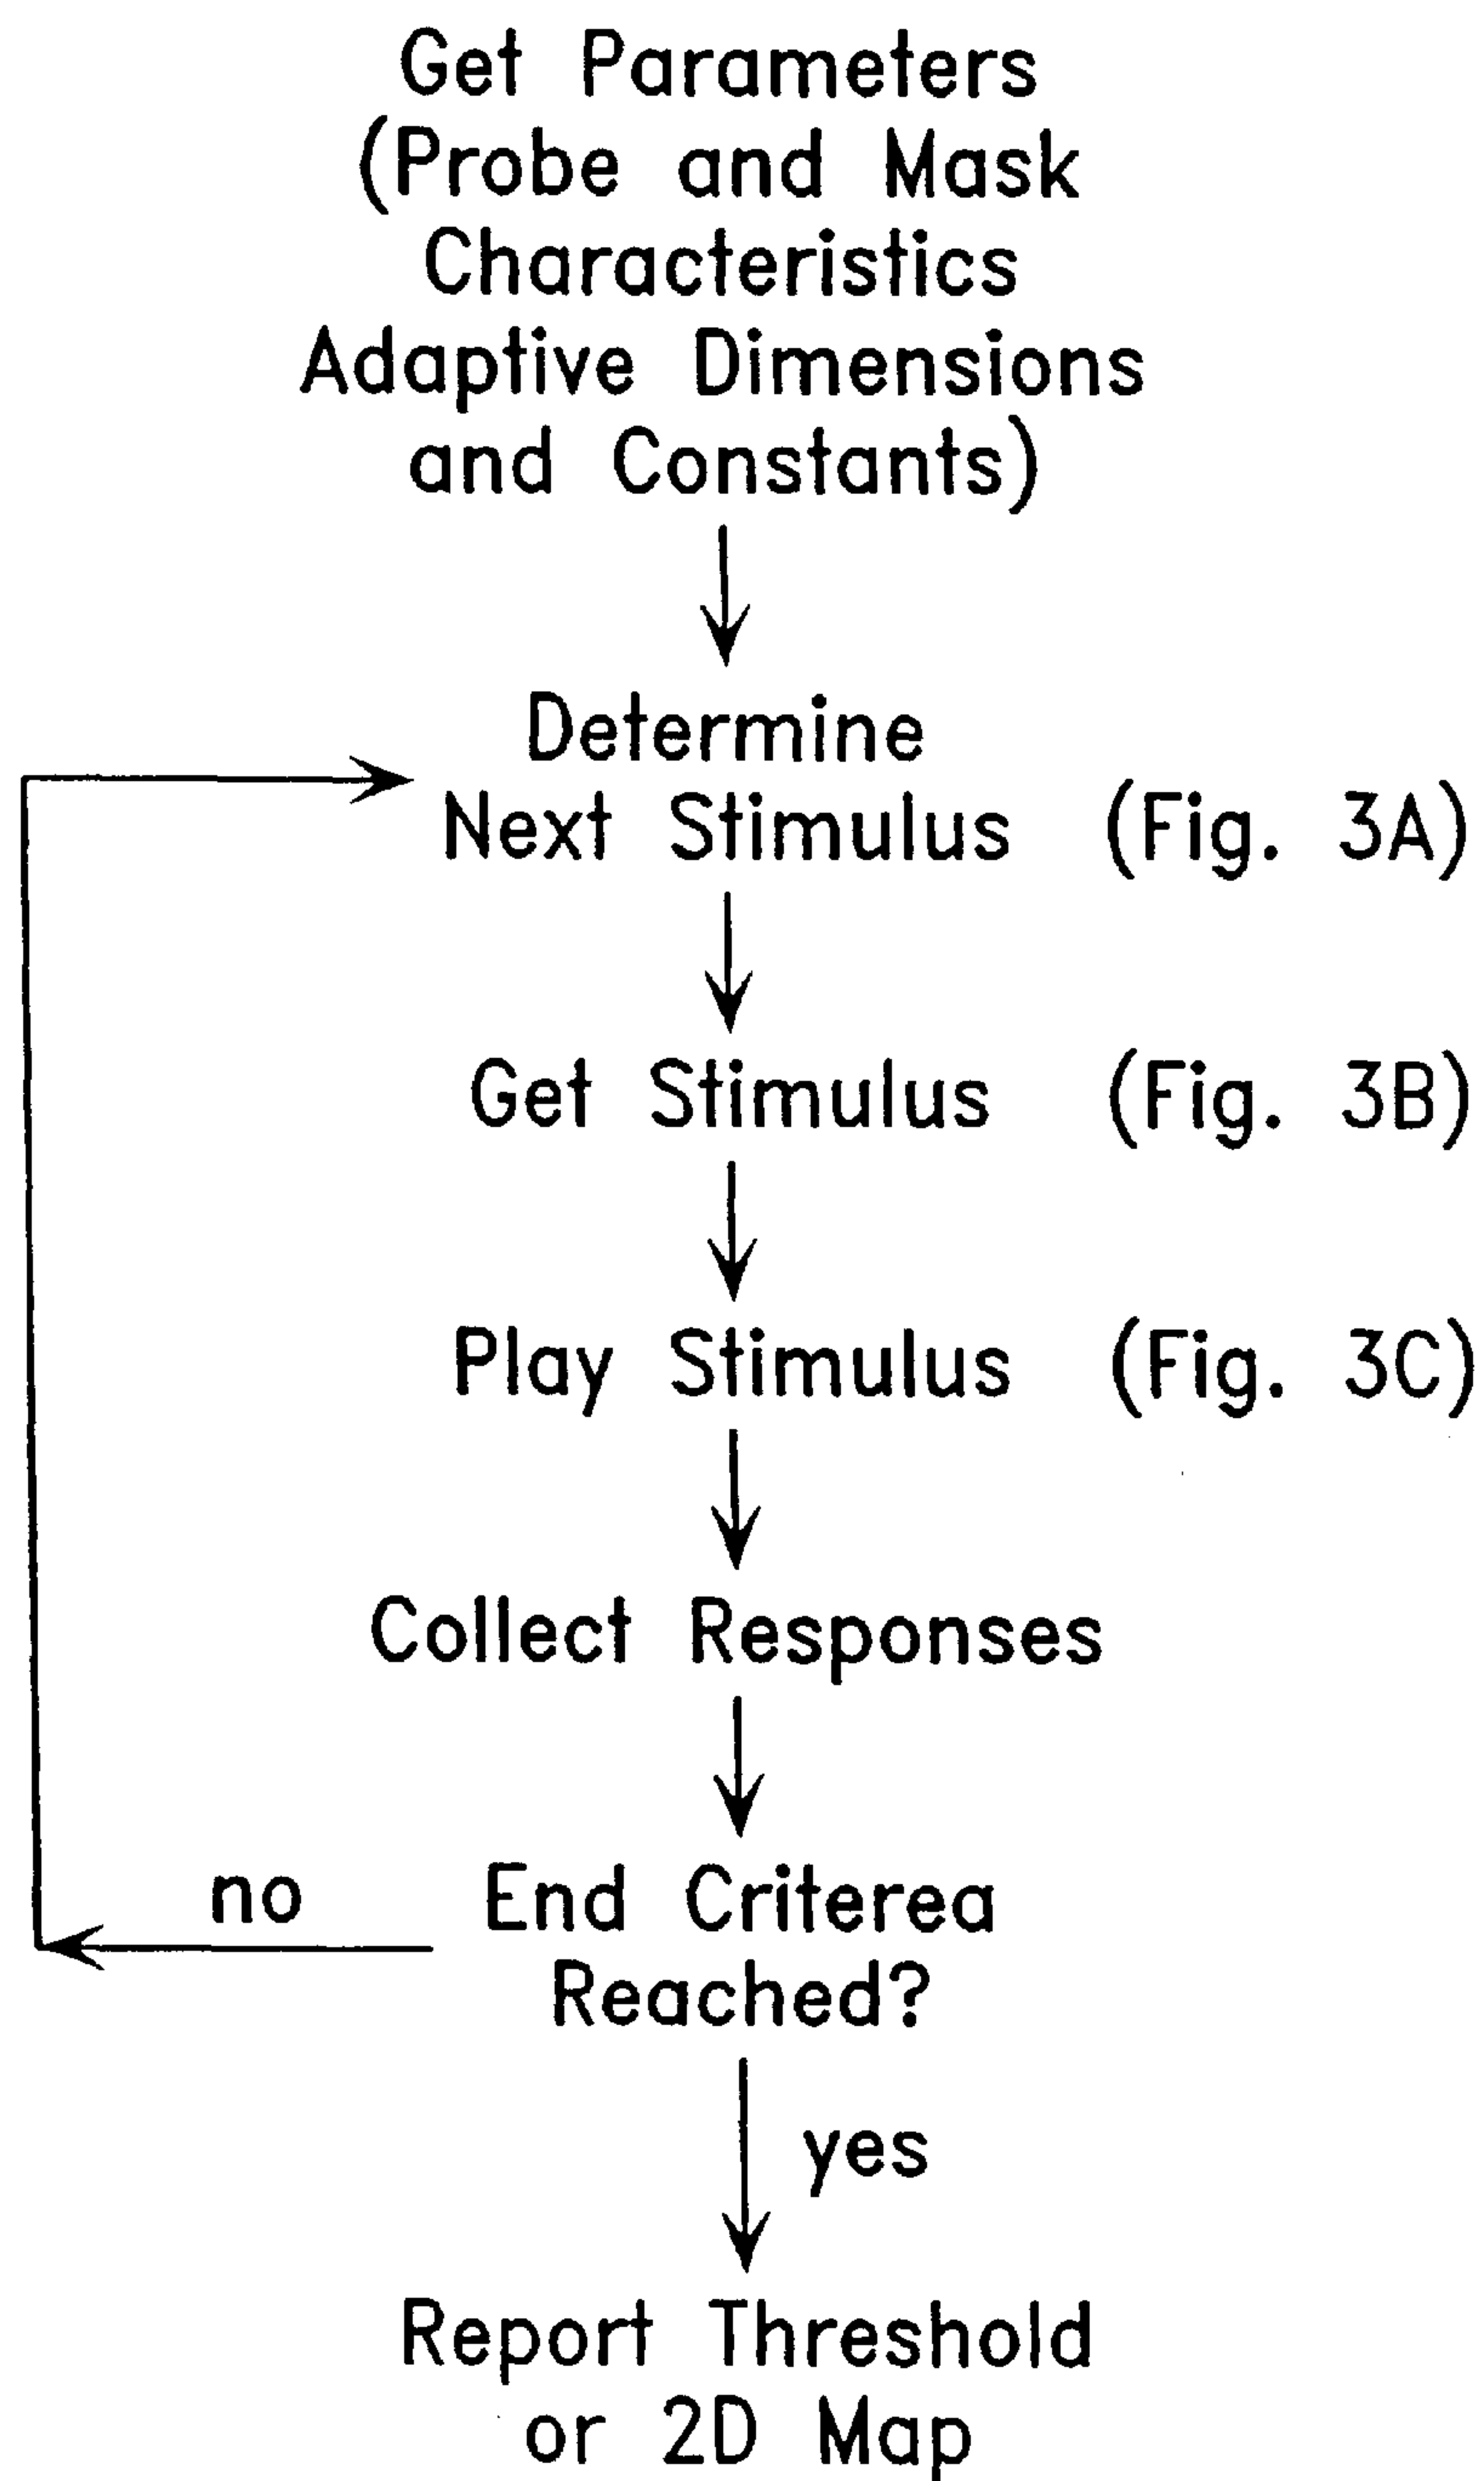 Get Parameters
(Probe and Mask
Characteristics
Adaptive Dimensions
and Constants)
Determine
Next Stimulus (Fig. 3A)
Get Stimulus (Fig. 3B)
Play Stimulus (Fig. 3C)
Collect Responses
no End Criterea
Reached?
yes
Report Threshold
or 2D Map